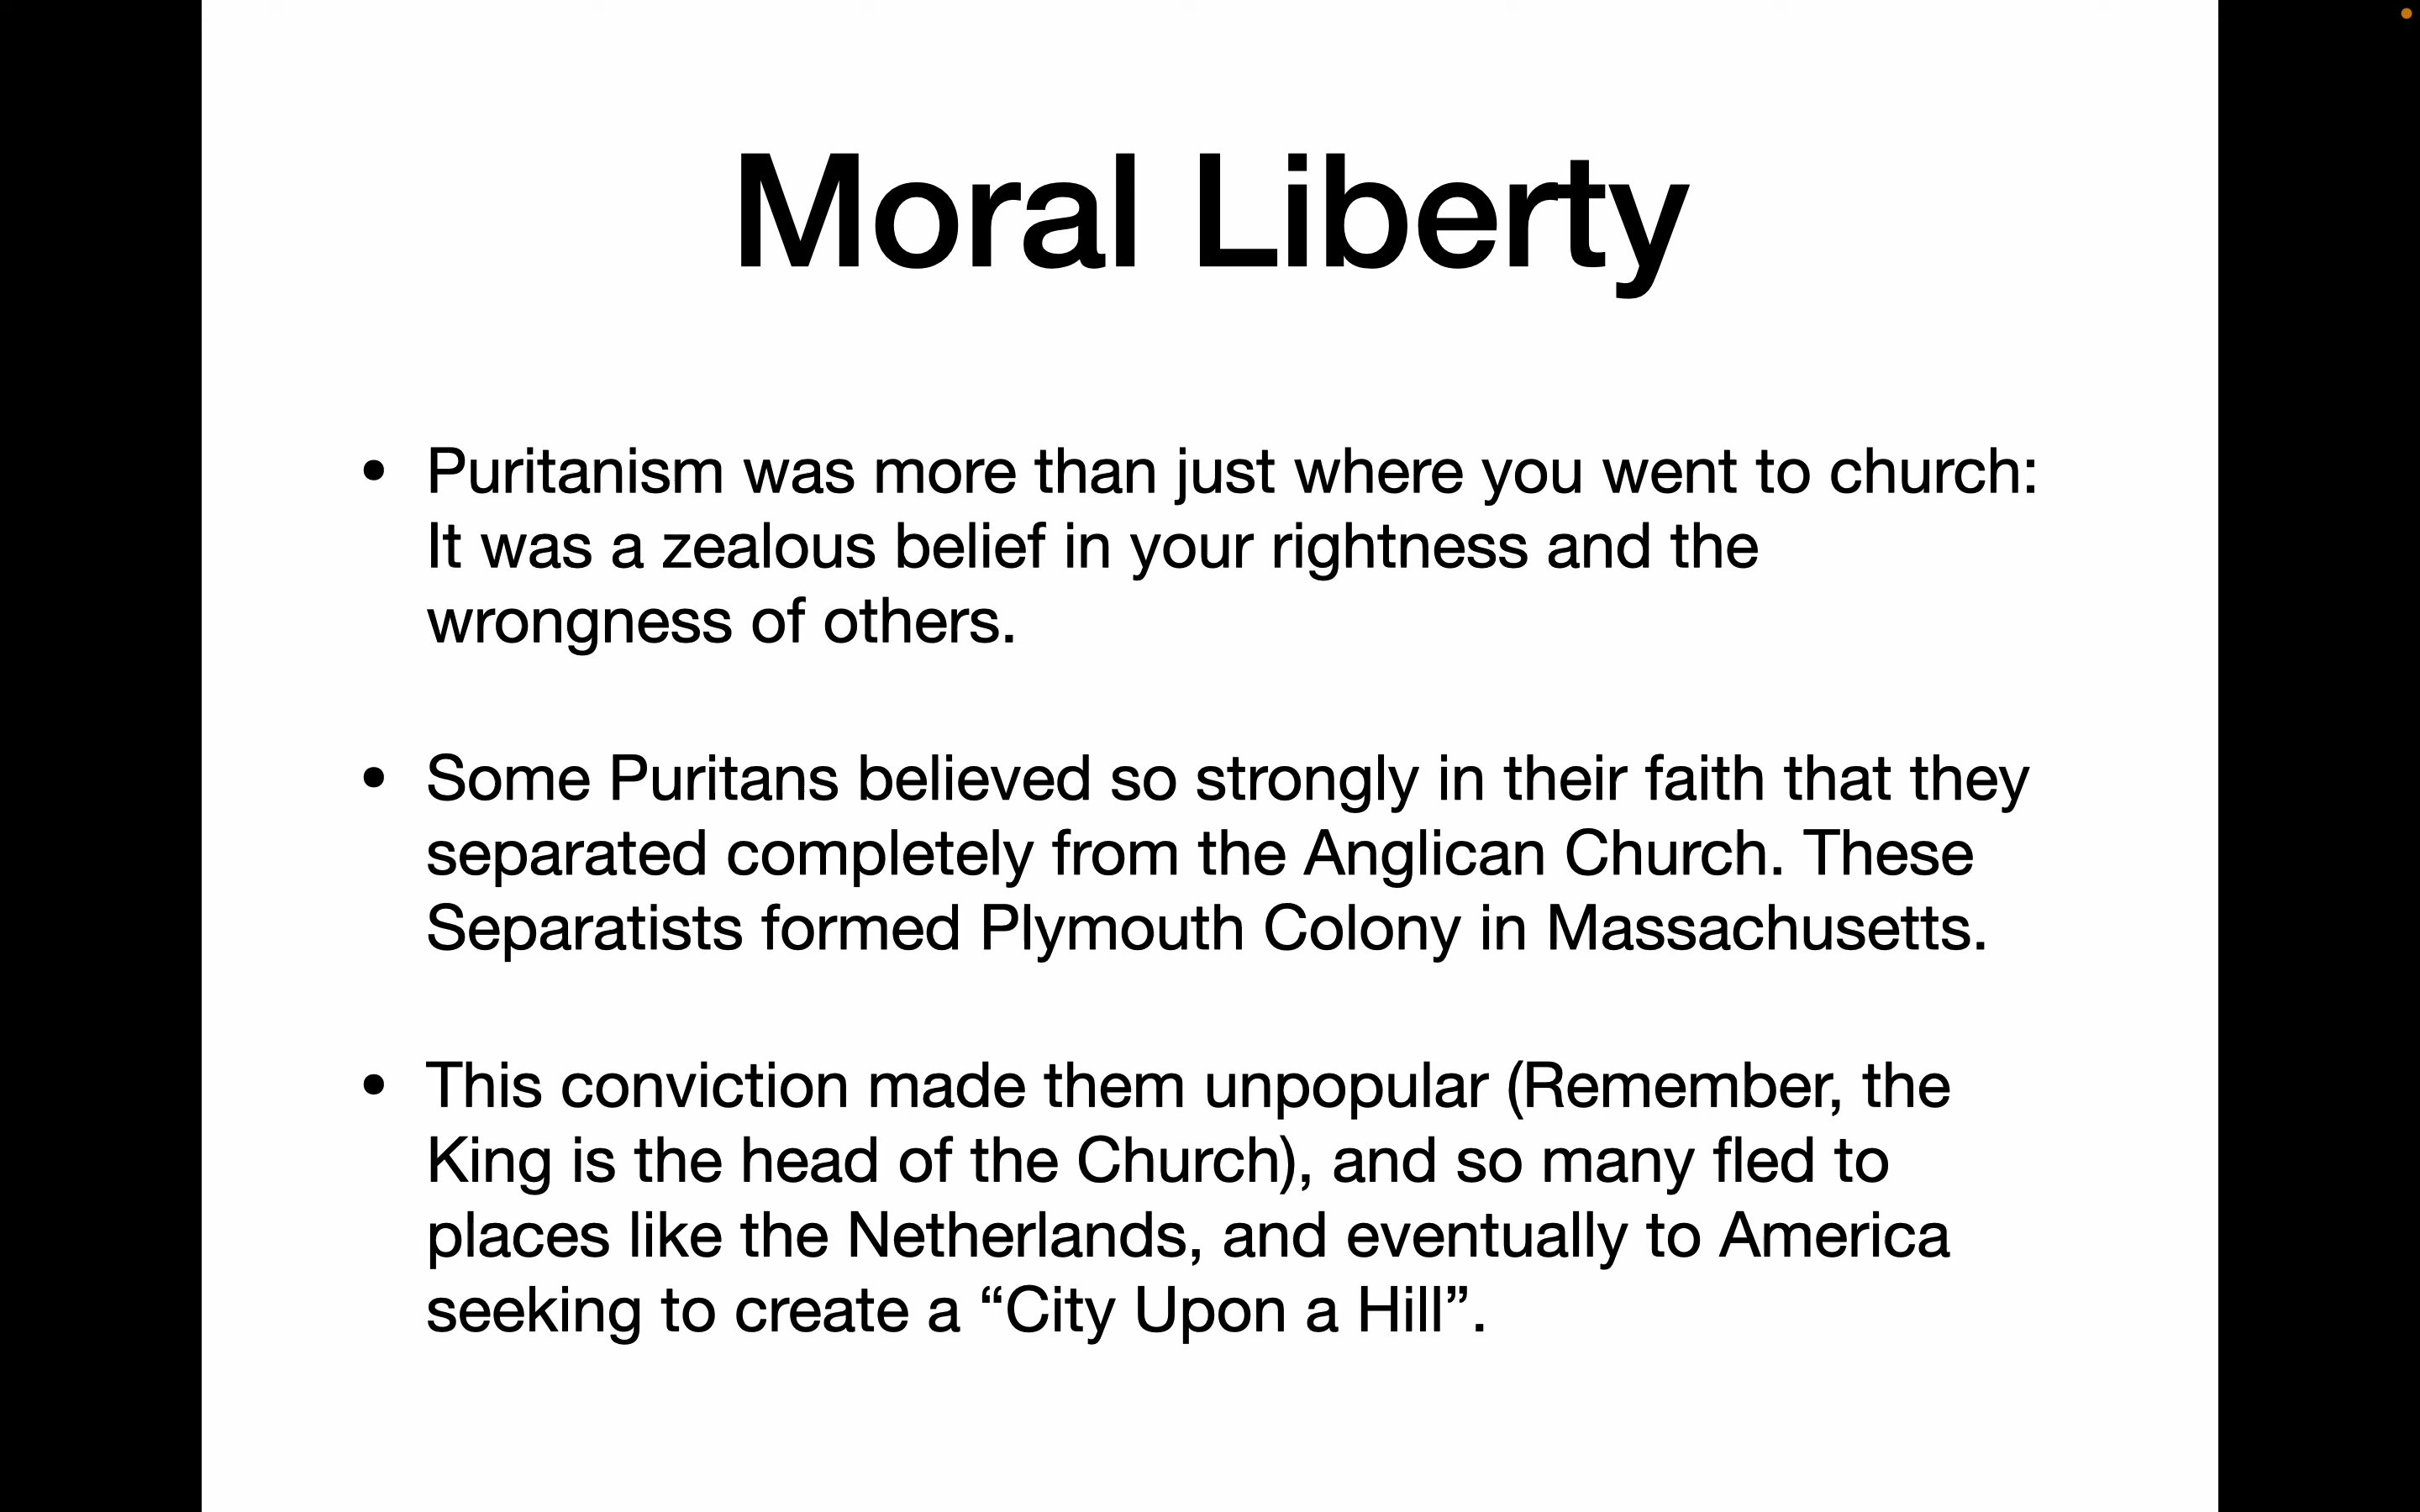 Moral Liberty
• Puritanism was more than just where you went to church:
It was a zealous belief in your rightness and the
wrongness of others.
• Some Puritans believed so strongly in their faith that they
separated completely from the Anglican Church. These
Separatists formed Plymouth Colony in Massachusetts.
• This conviction made them unpopular (Remember, the
King is the head of the Church), and so many fled to
places like the Netherlands, and eventually to America
seeking to create a “City Upon a Hill”.